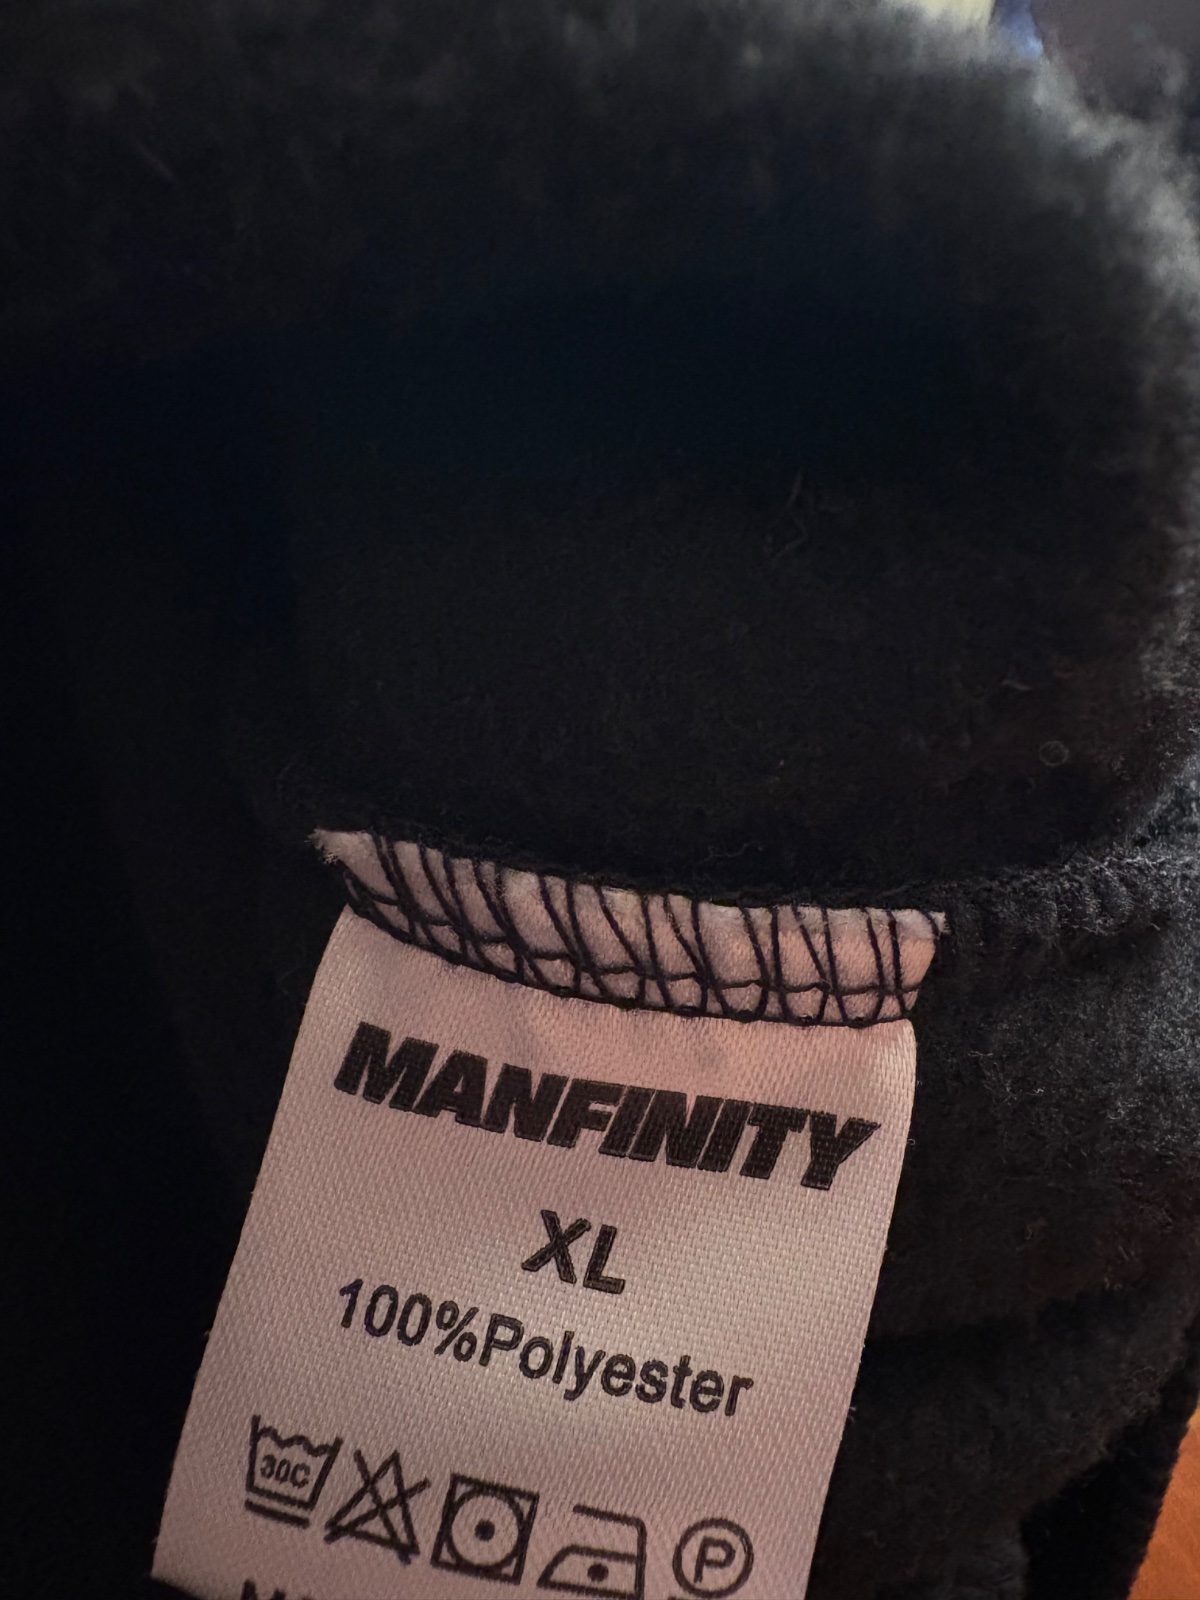 MANFINITY
XL
100%Polyester
30C
P